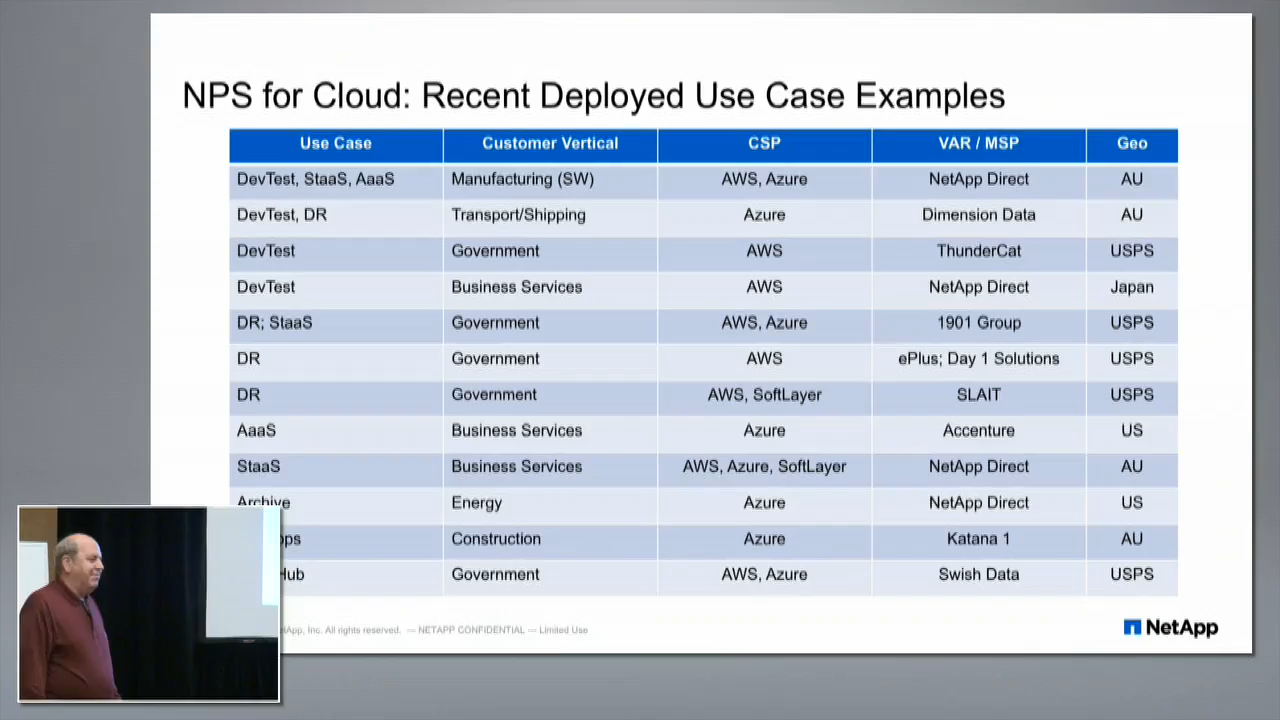 NPS for Cloud: Recent Deployed Use Case Examples
Use Case Customer Vertical CSP VAR / MSP Geo
DevTest, StaaS, AaaS Manufacturing (SW) AWS, Azure NetApp Direct AU
DevTest, DR Transport/Shipping Azure Dimension Data AU
DevTest Government AWS ThunderCat USPS
DevTest Business Services AWS NetApp Direct Japan
DR; StaaS Government AWS, Azure 1901 Group USPS
DR Government AWS ePlus; Day 1 Solutions USPS
DR Government AWS, SoftLayer SLAIT USPS
AaaS Business Services Azure Accenture US
StaaS Business Services AWS, Azure, SoftLayer NetApp Direct AU
Archive Energy Azure NetApp Direct US
Construction Azure Katana 1 AU
Hub Government AWS, Azure Swish Data USPS
Inc. All rights reserved. — NETAPP CONFIDENTIAL — Limited Use
NetApp